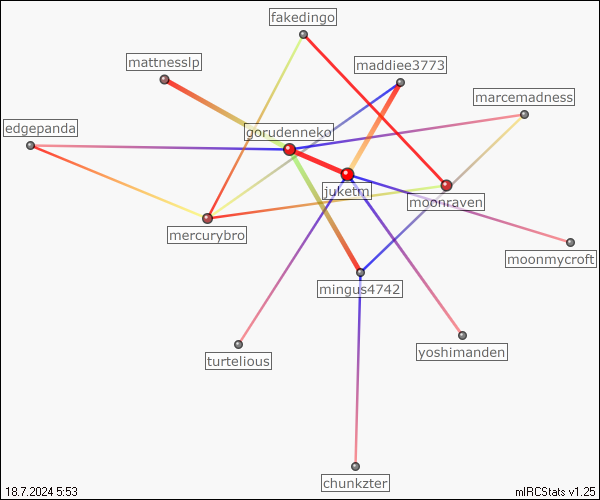 fakedingo
mattnesslp
maddiee3773
marcemadness
edgepanda
gorudenneko
juketm
moonraven
mercurybro
moonmycroft
mingus4742
turtelious
yoshimanden
chunkzter
18.7.2024 5:53
mIRCStats v1.25